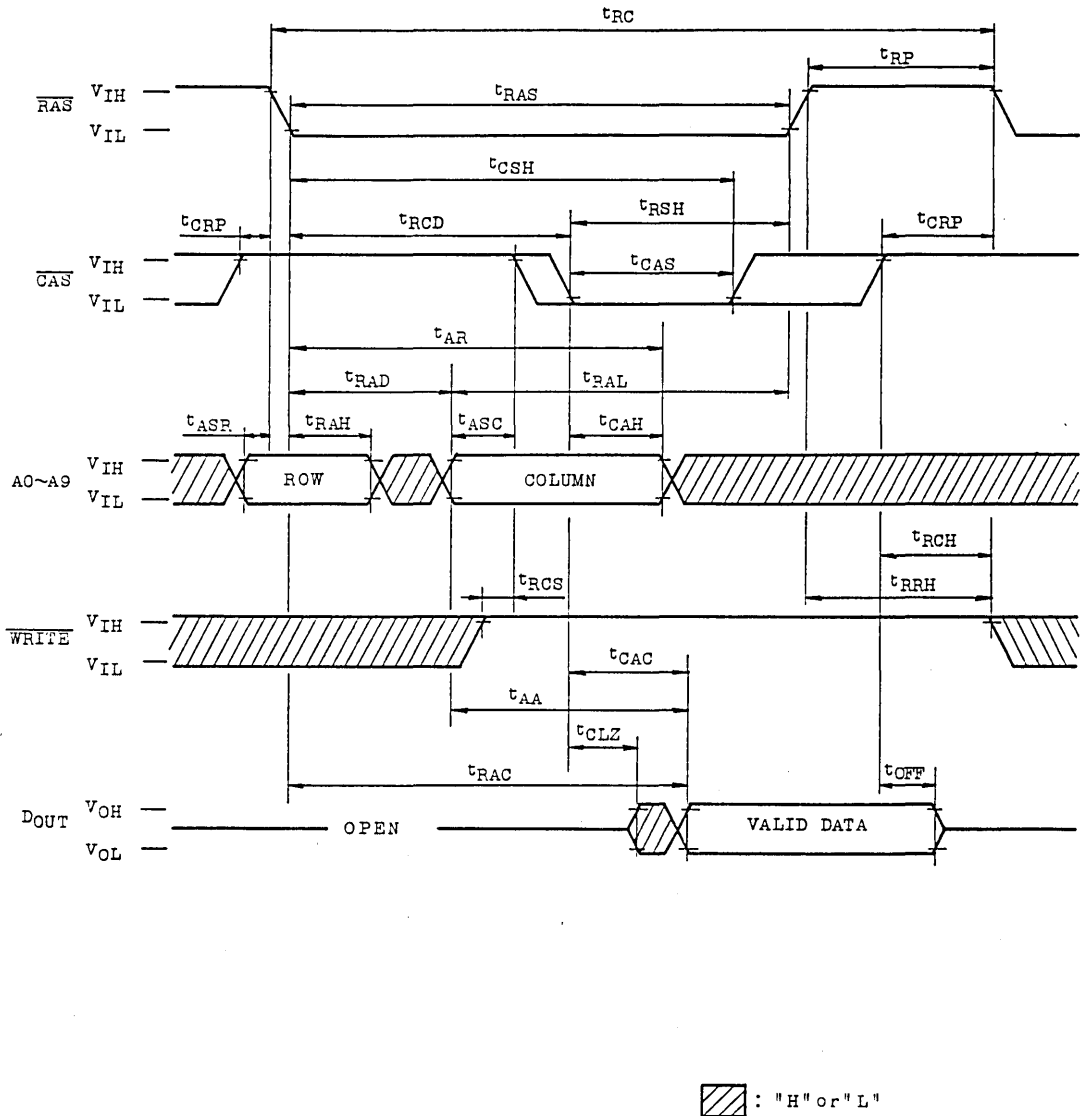 tRC
tRP
RAS VIH
tRAS
VIL
tCSH
tCRP tRCD tRSH tCRP
CAS VIH
tCAS
VIL
tAR
tRAD tRAL
tASR tRAH tASC tCAH
A0~A9 VIH
ROW COLUMN
VIL
tRCH
tRCS tRRH
WRITE VIH
VIL
tCAC
tAA
tCLZ
tRAC tOFF
DOUT VOH
OPEN VALID DATA
VOL
: "H" or "L"